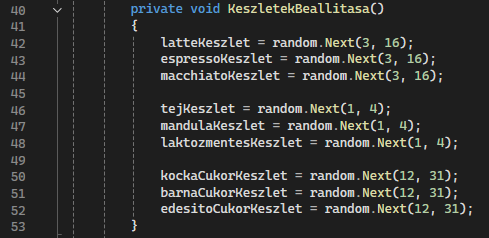 40 private void KeszletekBeallitasa()
41 {
42 latteKeszlet = random.Next(3, 16);
43 espressoKeszlet = random.Next(3, 16);
44 macchiatoKeszlet = random.Next(3, 16);
45
46 tejKeszlet = random.Next(1, 4);
47 mandulaKeszlet = random.Next(1, 4);
48 laktozmentesKeszlet = random.Next(1, 4);
49
50 kockaCukorKeszlet = random.Next(12, 31);
51 barnaCukorKeszlet = random.Next(12, 31);
52 edesitoCukorKeszlet = random.Next(12, 31);
53 }